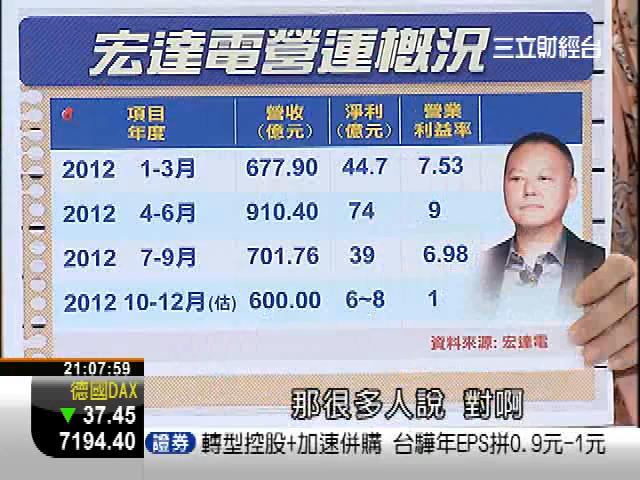 宏達電營運概況
三立財經台
項目 年度 營收 (億元) 淨利 (億元) 營業 利益率
2012 1-3月 677.90 44.7 7.53
2012 4-6月 910.40 74 9
2012 7-9月 701.76 39 6.98
2012 10-12月(估) 600.00 6~8 1
資料來源: 宏達電
21:07:59
德國DAX
▼ 37.45
7194.40
那很多人說 對啊
證券 轉型控股+加速併購 台驊年EPS拼0.9元-1元